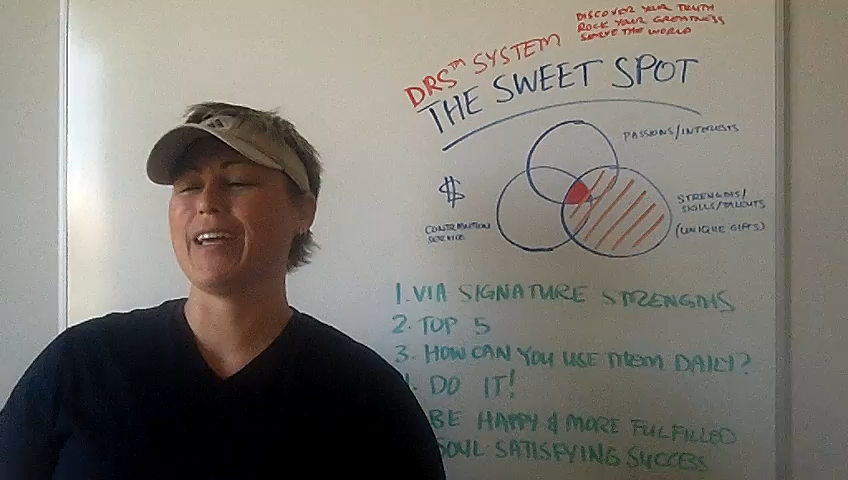 DISCOVER YOUR TRUTH
ROCK YOUR GREATNESS
SERVE THE WORLD
DRS™ SYSTEM
THE SWEET SPOT
PASSIONS/INTERESTS
$
STRENGTHS/
SKILLS/TALENTS
(UNIQUE GIFTS)
CONTRIBUTION
SERVICE
1. VIA SIGNATURE STRENGTHS
2. TOP 5
3. HOW CAN YOU USE THEM DAILY?
DO IT!
BE HAPPY & MORE FULFILLED
SOUL SATISFYING SUCCESS